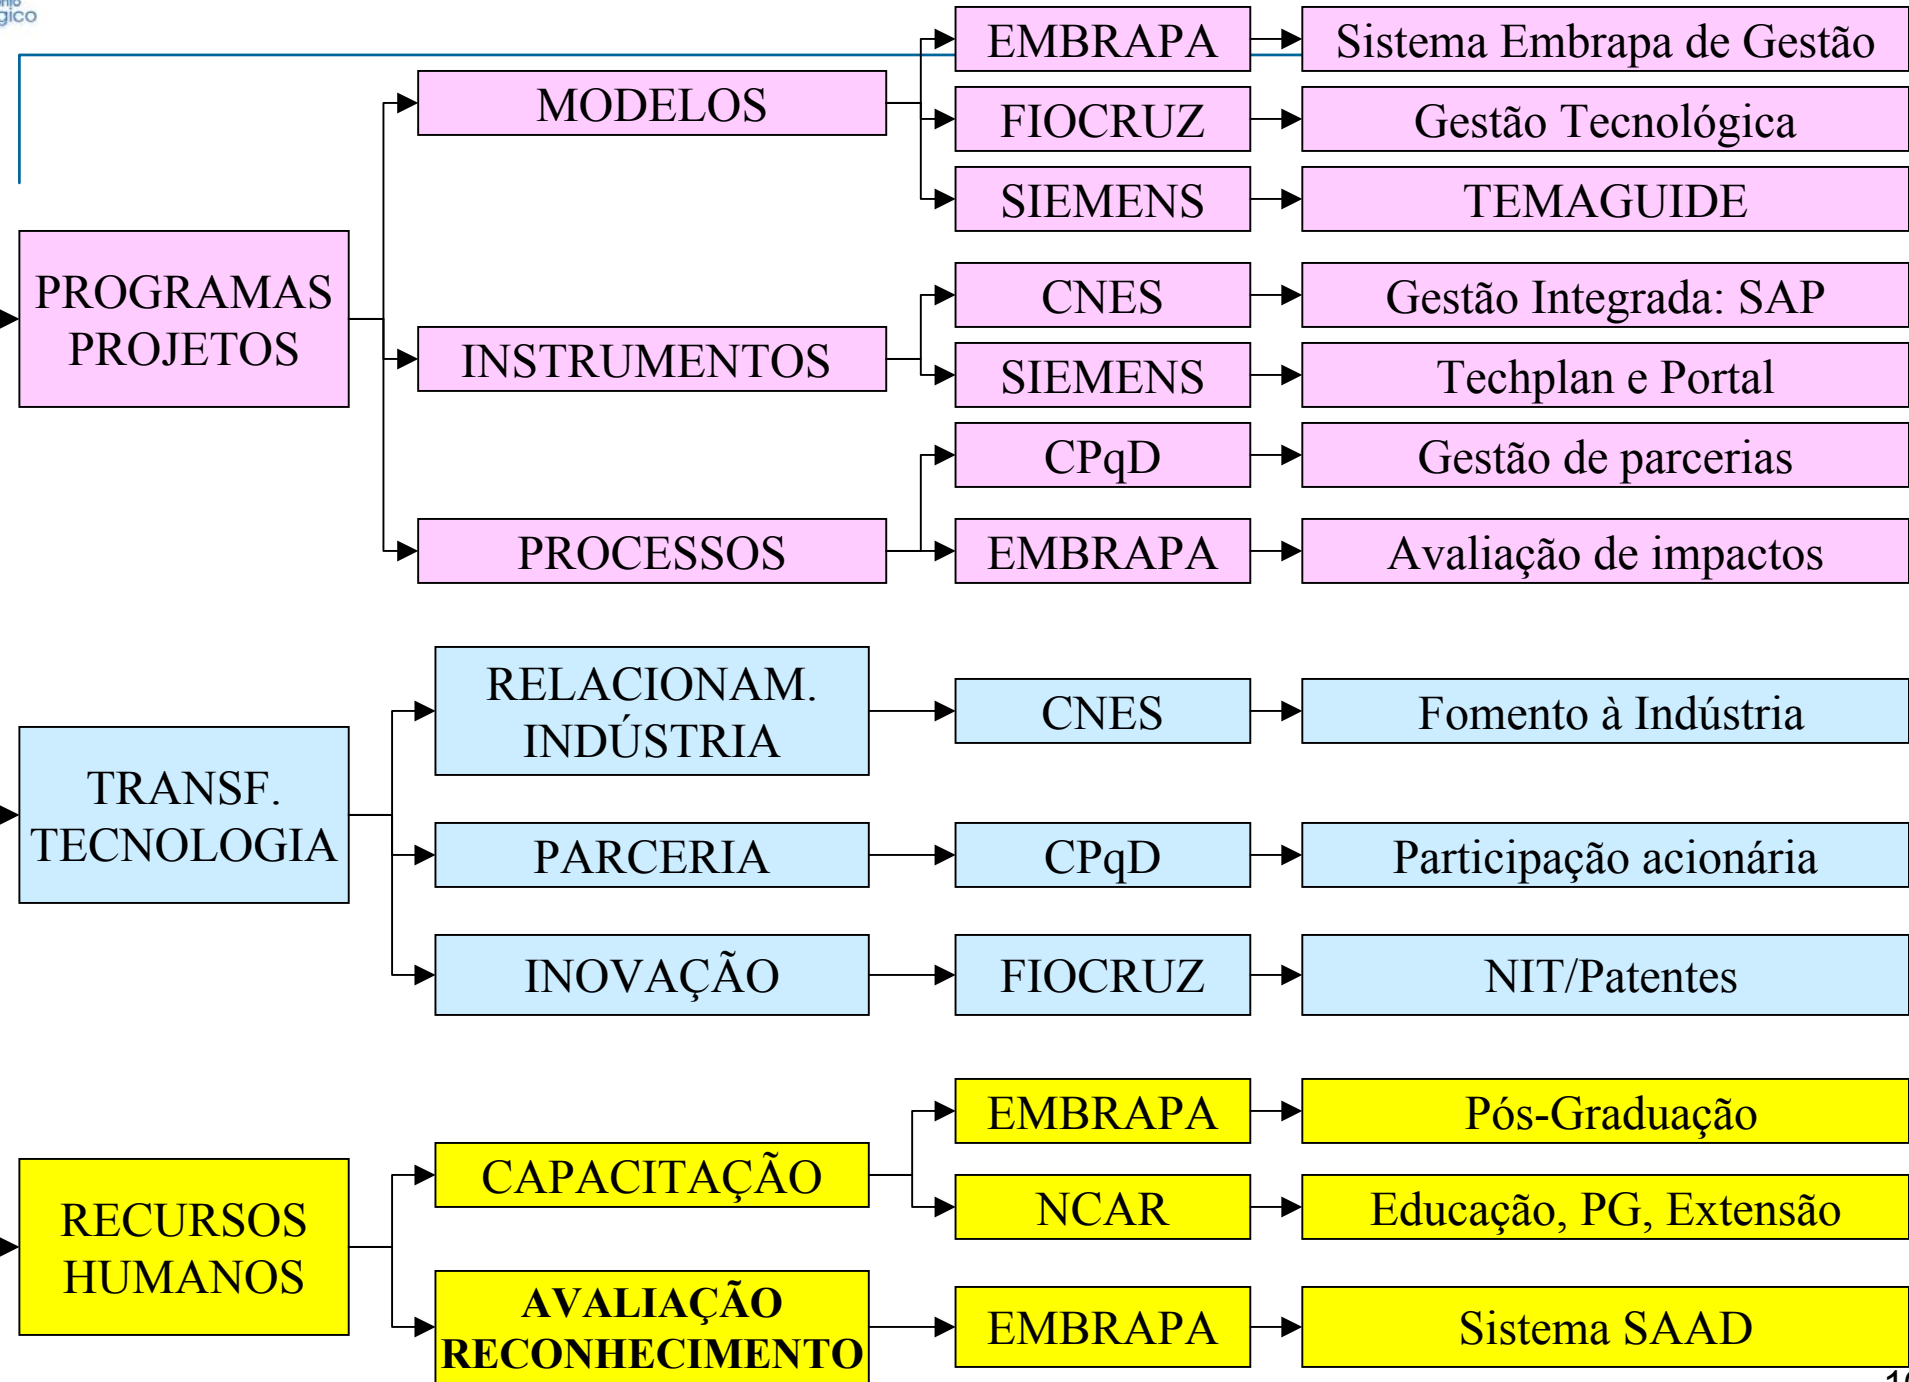 EMBRAPA
Sistema Embrapa de Gestão
MODELOS
FIOCRUZ
Gestão Tecnológica
SIEMENS
TEMAGUIDE
PROGRAMAS
PROJETOS
CNES
Gestão Integrada: SAP
INSTRUMENTOS
SIEMENS
Techplan e Portal
CPqD
Gestão de parcerias
PROCESSOS
EMBRAPA
Avaliação de impactos
TRANSF.
TECNOLOGIA
RELACIONAM.
INDÚSTRIA
CNES
Fomento à Indústria
PARCERIA
CPqD
Participação acionária
INOVAÇÃO
FIOCRUZ
NIT/Patentes
RECURSOS
HUMANOS
CAPACITAÇÃO
EMBRAPA
Pós-Graduação
NCAR
Educação, PG, Extensão
AVALIAÇÃO
RECONHECIMENTO
EMBRAPA
Sistema SAAD